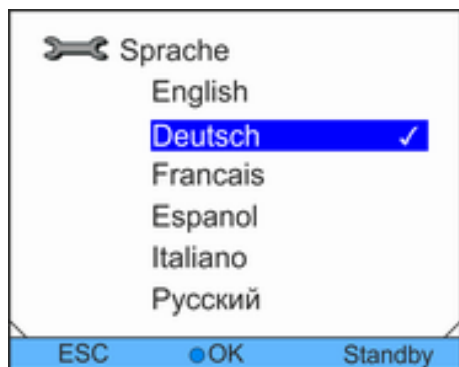 Sprache
English
Deutsch ✓
Francais
Espanol
Italiano
Русский
ESC OK Standby